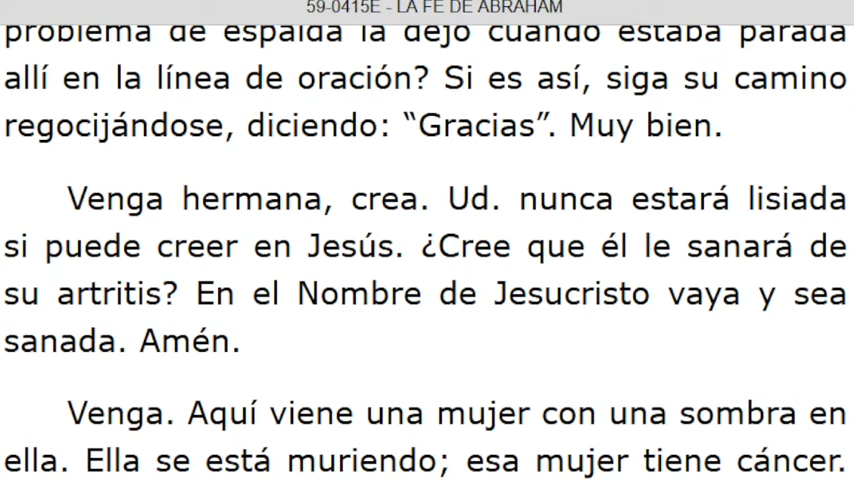 59-0415E - LA FE DE ABRAHAM
problema de espalda la dejó cuando estaba parada
allí en la línea de oración? Si es así, siga su camino
regocijándose, diciendo: “Gracias”. Muy bien.
Venga hermana, crea. Ud. nunca estará lisiada
si puede creer en Jesús. ¿Cree que él le sanará de
su artritis? En el Nombre de Jesucristo vaya y sea
sanada. Amén.
Venga. Aquí viene una mujer con una sombra en
ella. Ella se está muriendo; esa mujer tiene cáncer.